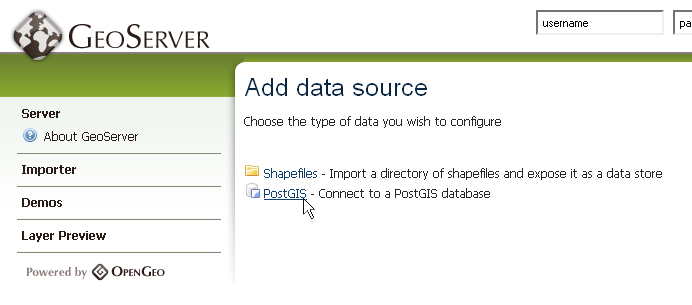 GEOSERVER
username
pa
Add data source
Choose the type of data you wish to configure
Shapefiles - Import a directory of shapefiles and expose it as a data store
PostGIS - Connect to a PostGIS database
Server
About GeoServer
Importer
Demos
Layer Preview
Powered by OPENGEO